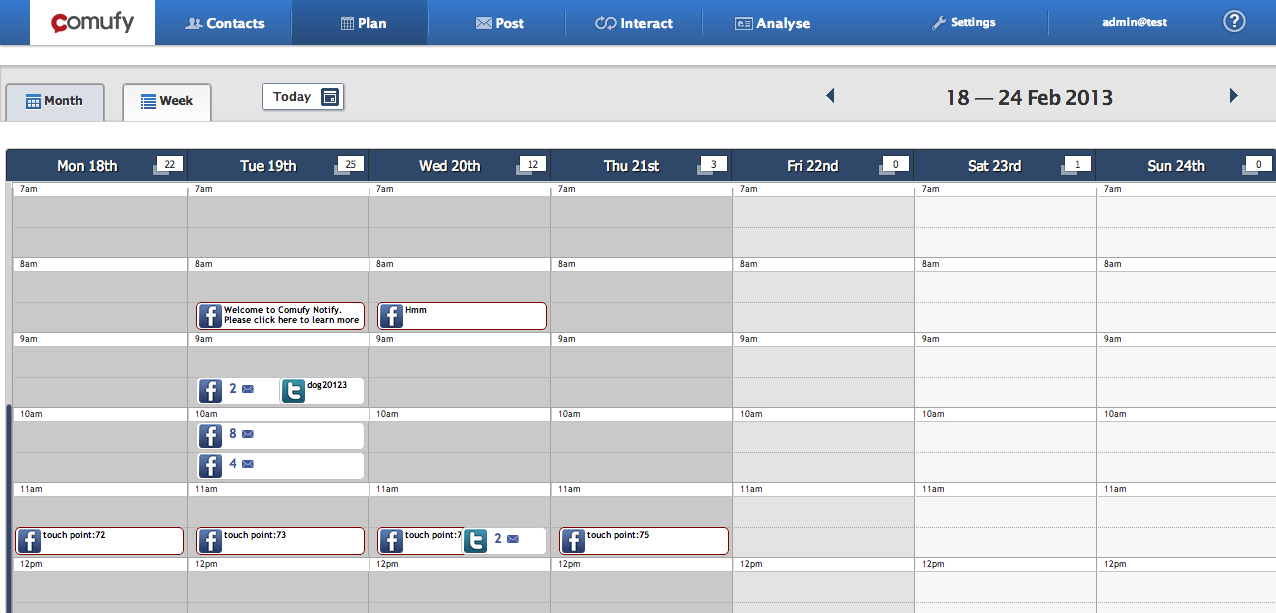 comufy
Contacts
Plan
Post
Interact
Analyse
Settings
admin@test
?
Month
Week
Today
18 — 24 Feb 2013
Mon 18th 22
Tue 19th 25
Wed 20th 12
Thu 21st 3
Fri 22nd 0
Sat 23rd 1
Sun 24th 0
7am 7am 7am 7am 7am 7am 7am
8am 8am 8am 8am 8am 8am 8am
Welcome to Comufy Notify.
Please click here to learn more
Hmm
9am 9am 9am 9am 9am 9am 9am
2
dog20123
10am 10am 10am 10am 10am 10am 10am
8
4
11am 11am 11am 11am 11am 11am 11am
touch point:72
touch point:73
touch point:7
2
touch point:75
12pm 12pm 12pm 12pm 12pm 12pm 12pm